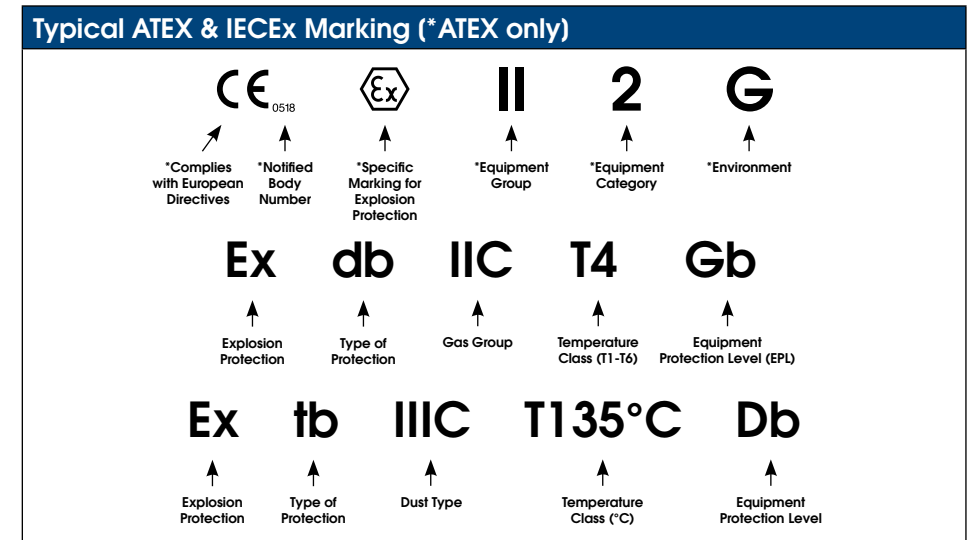 Typical ATEX & IECEx Marking (*ATEX only)
CE 0518 Ex II 2 G
*Complies with European Directives
*Notified Body Number
*Specific Marking for Explosion Protection
*Equipment Group
*Equipment Category
*Environment
Ex db IIC T4 Gb
Explosion Protection
Type of Protection
Gas Group
Temperature Class (T1-T6)
Equipment Protection Level (EPL)
Ex tb IIIC T135°C Db
Explosion Protection
Type of Protection
Dust Type
Temperature Class (°C)
Equipment Protection Level